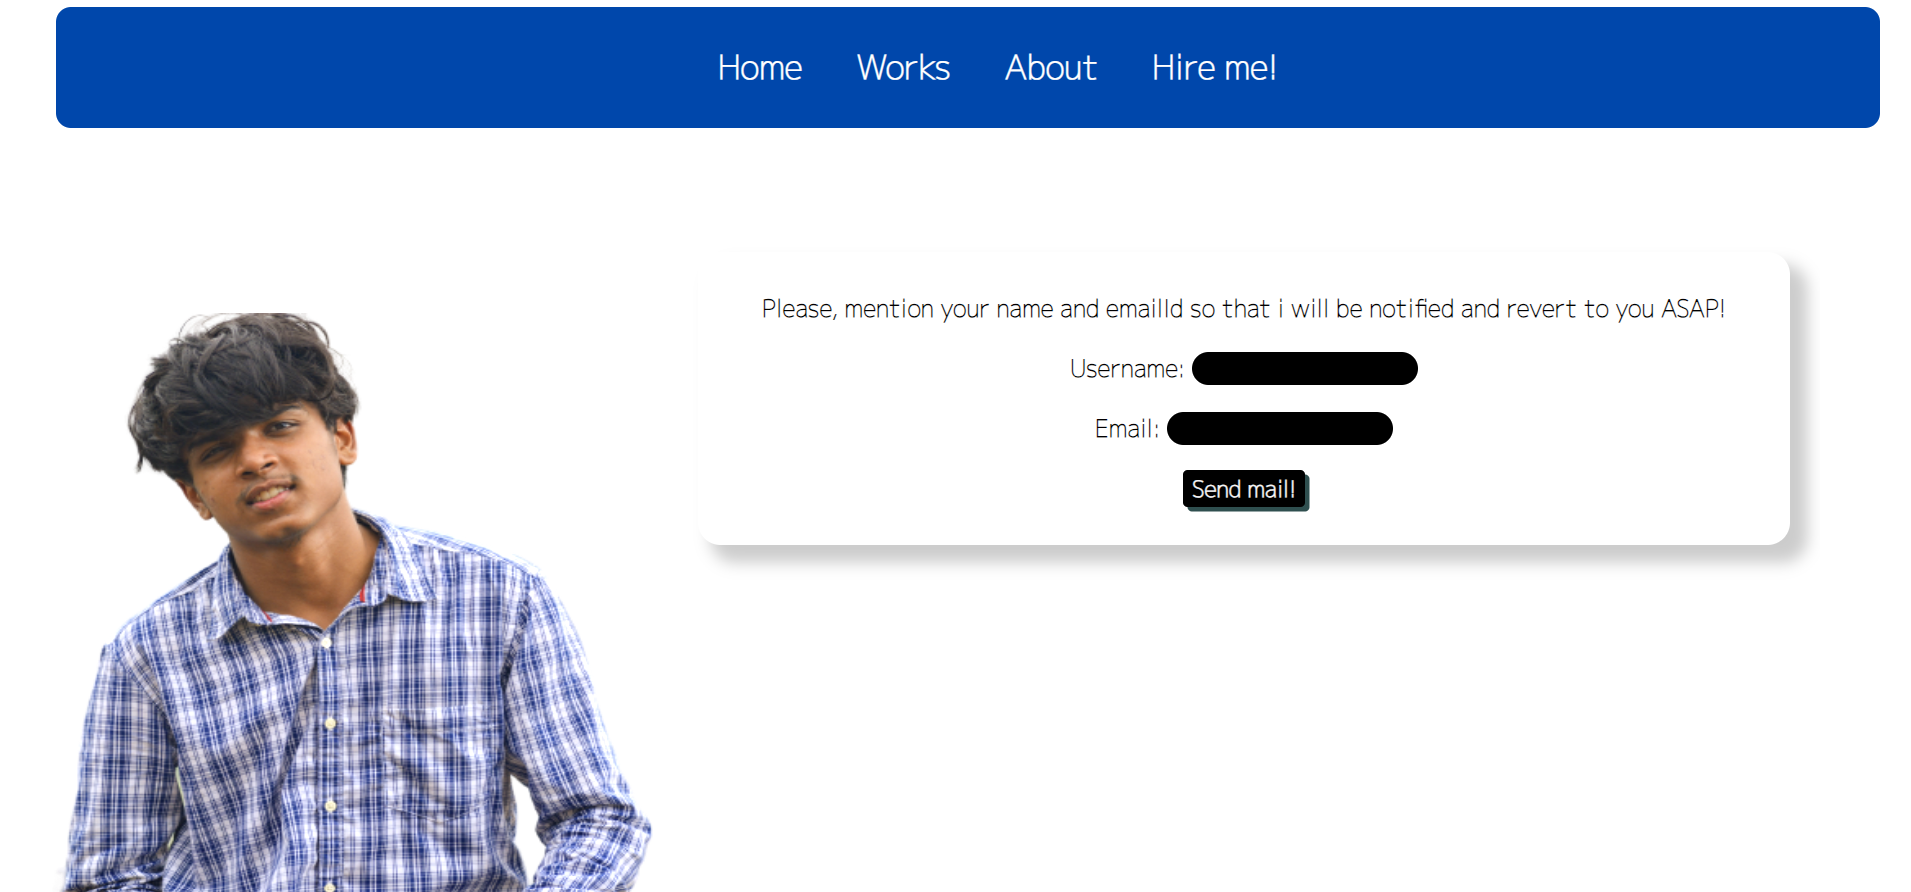 Home Works About Hire me!
Please, mention your name and emailId so that i will be notified and revert to you ASAP!
Username:
Email:
Send mail!